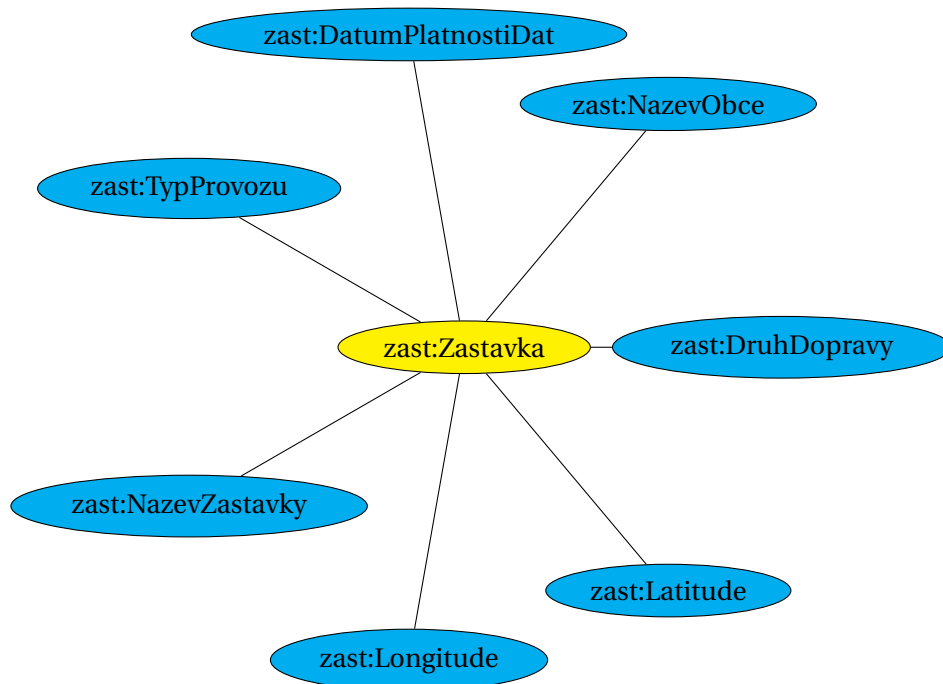 zast:DatumPlatnostiDat
zast:NazevObce
zast:TypProvozu
zast:Zastavka
zast:DruhDopravy
zast:NazevZastavky
zast:Latitude
zast:Longitude